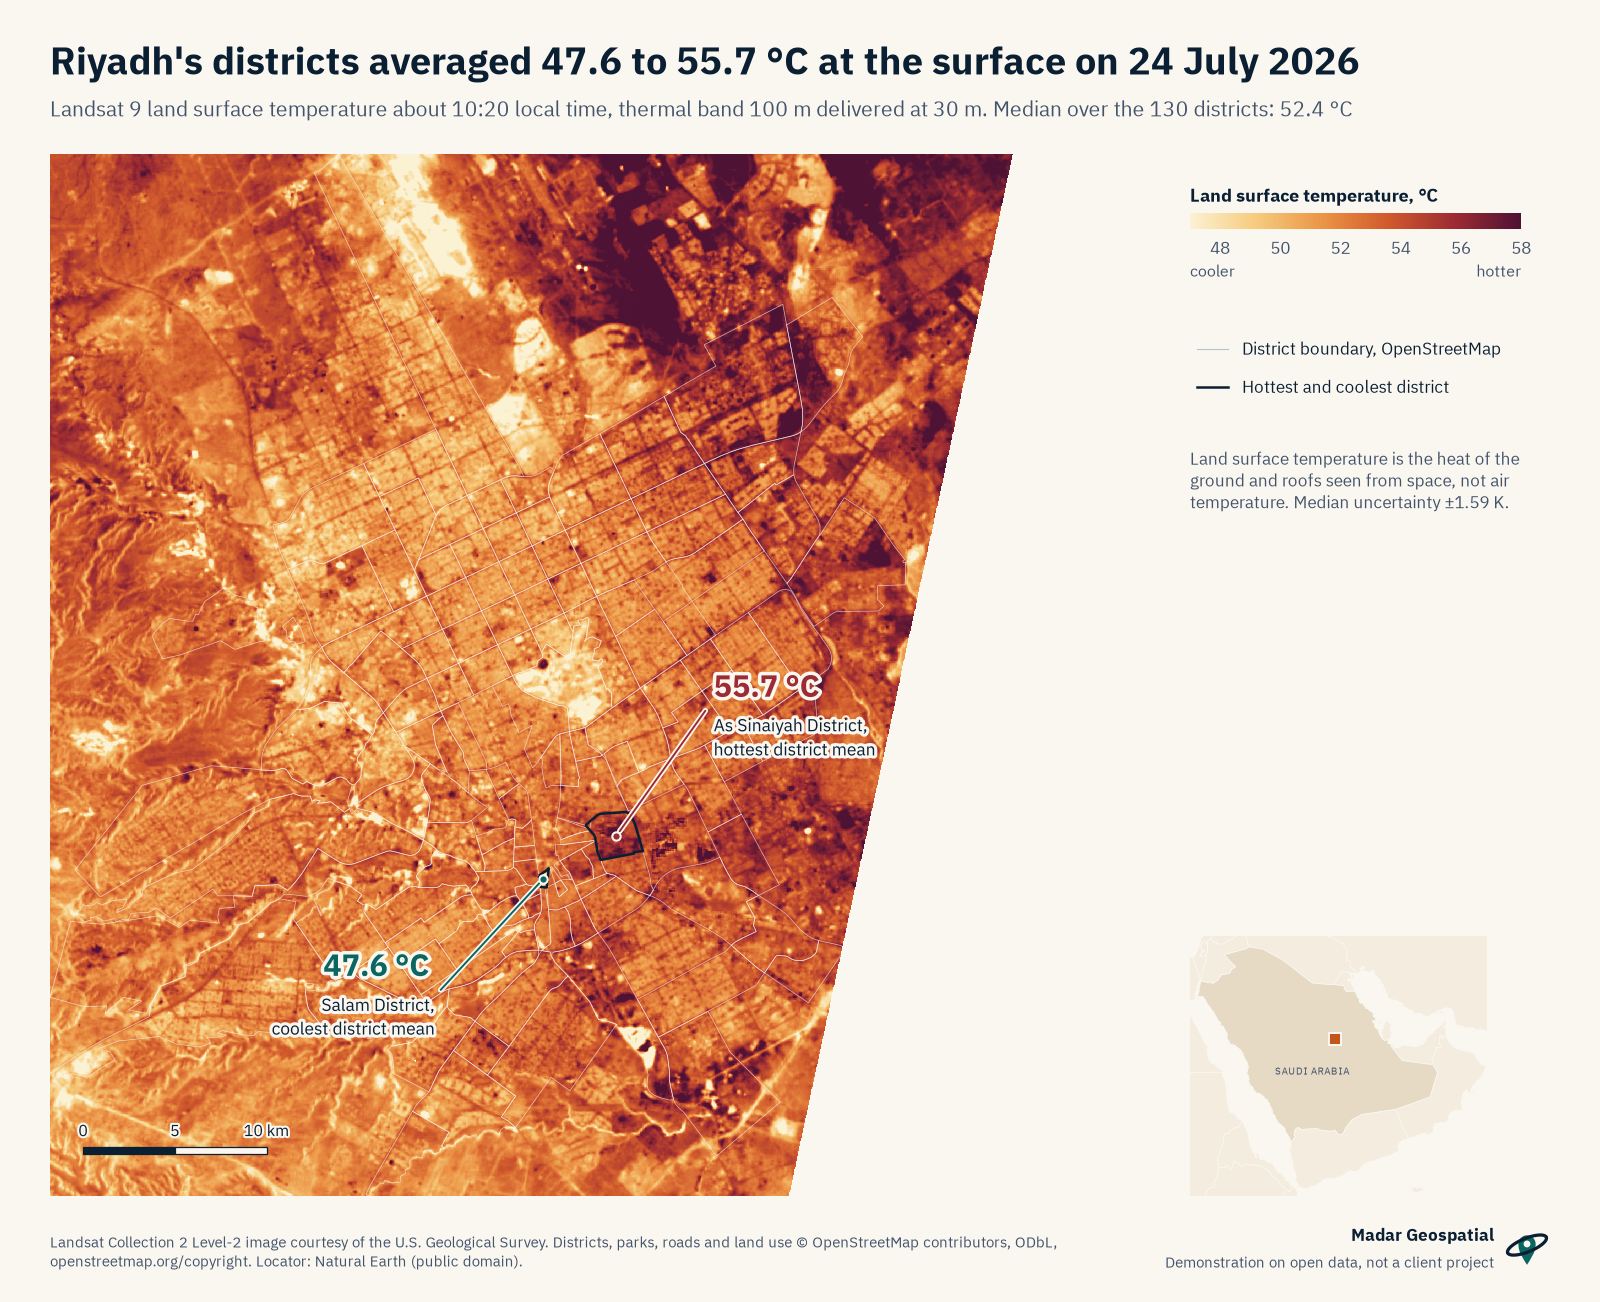 Riyadh's districts averaged 47.6 to 55.7 °C at the surface on 24 July 2026
Landsat 9 land surface temperature about 10:20 local time, thermal band 100 m delivered at 30 m. Median over the 130 districts: 52.4 °C
Land surface temperature, °C
48 50 52 54 56 58
cooler hotter
District boundary, OpenStreetMap
Hottest and coolest district
Land surface temperature is the heat of the
ground and roofs seen from space, not air
temperature. Median uncertainty ±1.59 K.
55.7 °C
As Sinaiyah District,
hottest district mean
47.6 °C
Salam District,
coolest district mean
0 5 10 km
SAUDI ARABIA
Landsat Collection 2 Level-2 image courtesy of the U.S. Geological Survey. Districts, parks, roads and land use © OpenStreetMap contributors, ODbL,
openstreetmap.org/copyright. Locator: Natural Earth (public domain).
Madar Geospatial
Demonstration on open data, not a client project